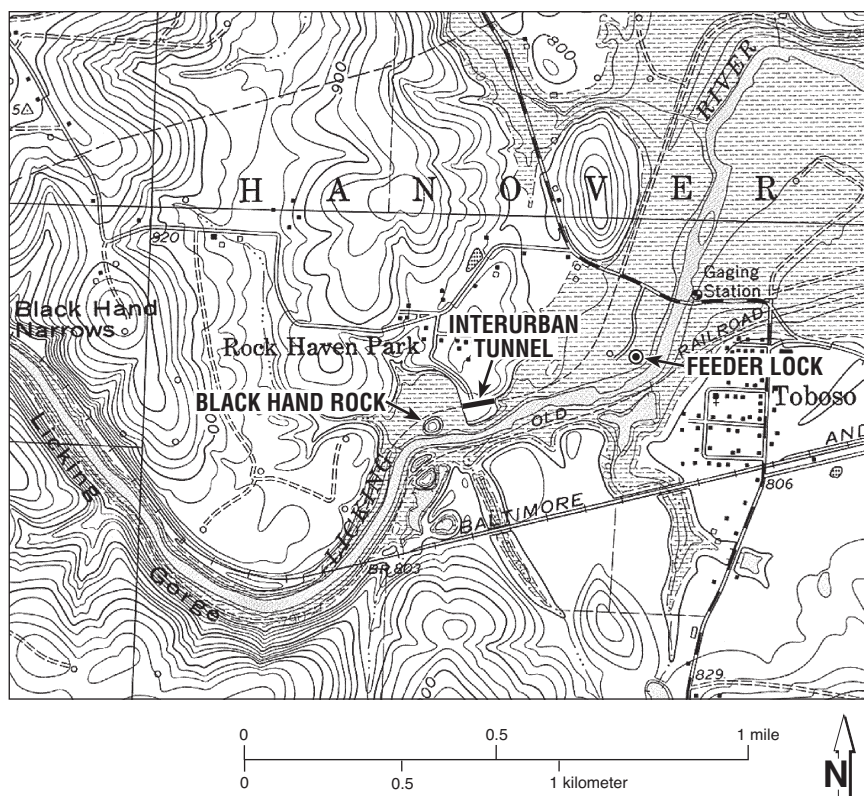 800
900
RIVER
5
HANOVER
920
Gaging
Station
Black Hand
Narrows
INTERURBAN
TUNNEL
Rock Haven Park
RAILROAD
FEEDER LOCK
BLACK HAND ROCK
OLD
Toboso
Licking
LICKING
AND
BALTIMORE
806
BR 803
Gorge
829
0 0.5 1 mile
0 0.5 1 kilometer
N